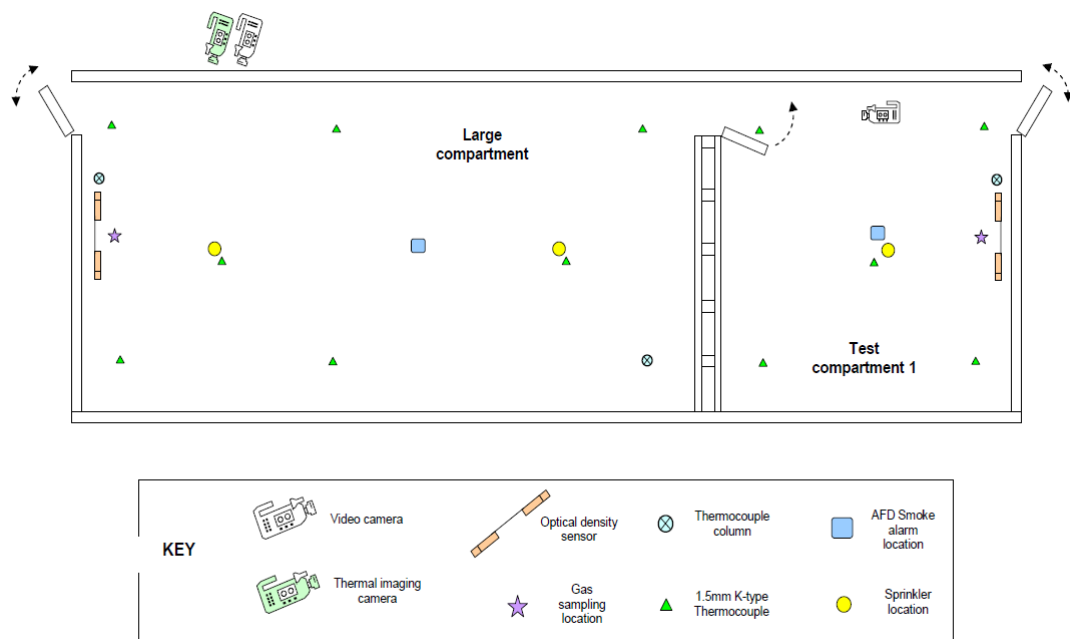 Large
compartment
Test
compartment 1
KEY
Video camera
Optical density
sensor
Thermocouple
column
AFD Smoke
alarm
location
Thermal imaging
camera
Gas
sampling
location
1.5mm K-type
Thermocouple
Sprinkler
location